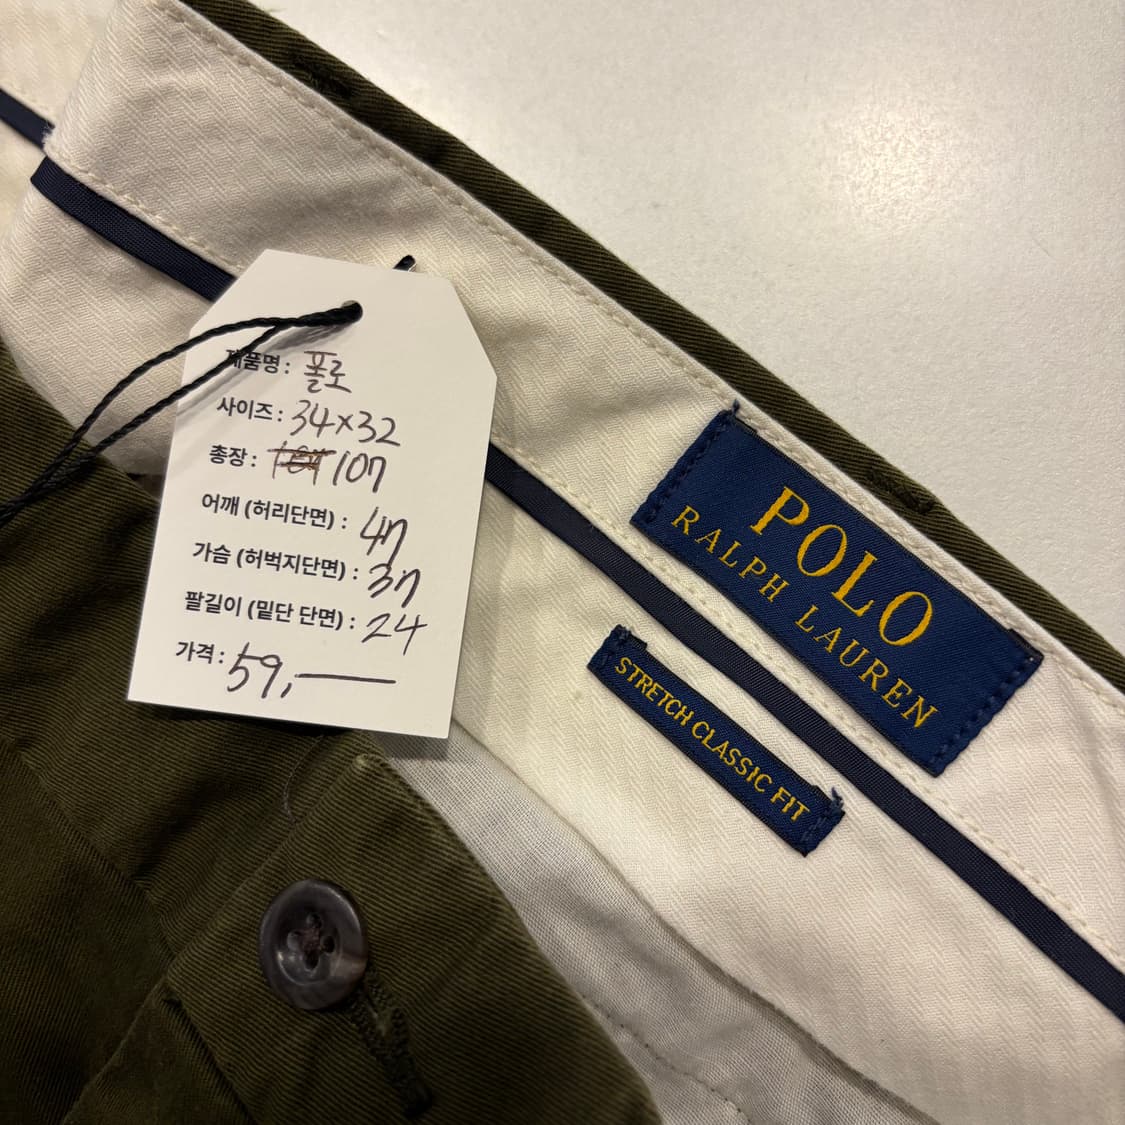 제품명 : 폴로
사이즈 : 34x32
총장 : 107
어깨 (허리단면) : 47
가슴 (허벅지단면) : 37
팔길이 (밑단 단면) : 24
가격 : 59,—
POLO
RALPH LAUREN
STRETCH CLASSIC FIT